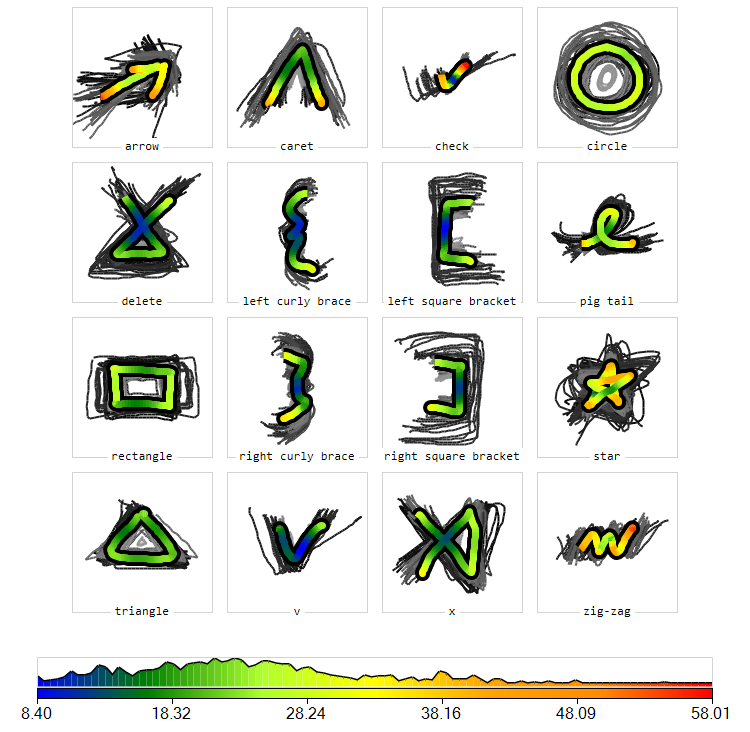 arrow caret check circle
delete left curly brace left square bracket pig tail
rectangle right curly brace right square bracket star
triangle v x zig-zag
8.40 18.32 28.24 38.16 48.09 58.01